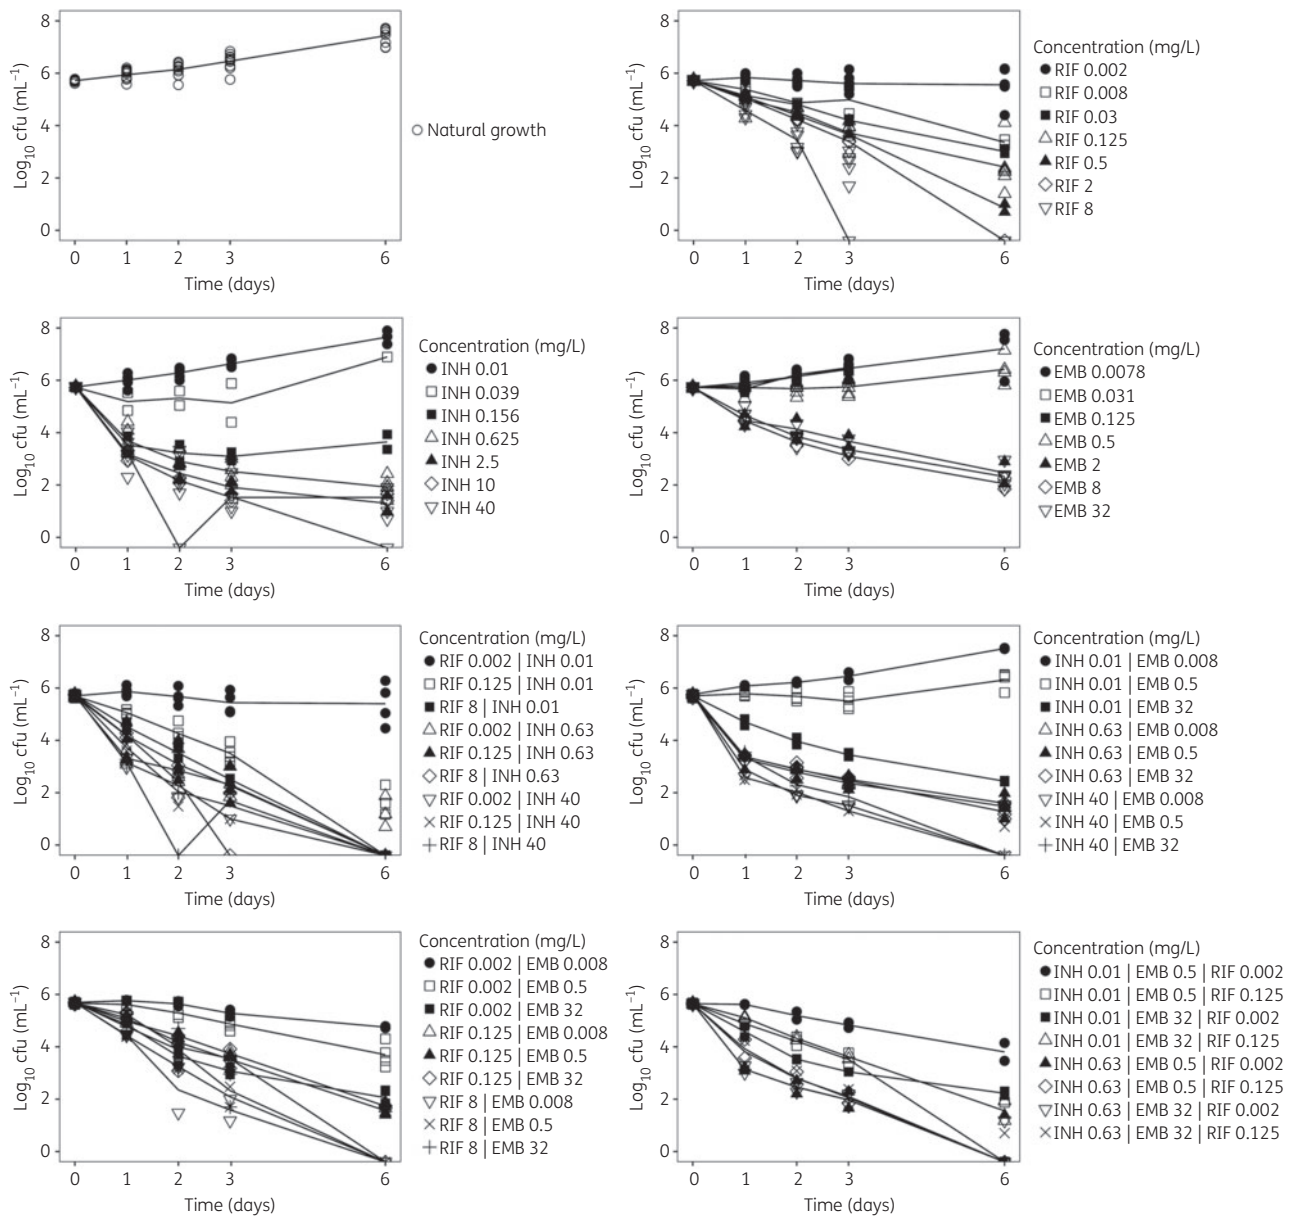 8
6
4
2
0
Log10 cfu (mL−1)
0 1 2 3 6
Time (days)
Natural growth
8
6
4
2
0
Log10 cfu (mL−1)
0 1 2 3 6
Time (days)
Concentration (mg/L)
RIF 0.002
RIF 0.008
RIF 0.03
RIF 0.125
RIF 0.5
RIF 2
RIF 8
8
6
4
2
0
Log10 cfu (mL−1)
0 1 2 3 6
Time (days)
Concentration (mg/L)
INH 0.01
INH 0.039
INH 0.156
INH 0.625
INH 2.5
INH 10
INH 40
8
6
4
2
0
Log10 cfu (mL−1)
0 1 2 3 6
Time (days)
Concentration (mg/L)
EMB 0.0078
EMB 0.031
EMB 0.125
EMB 0.5
EMB 2
EMB 8
EMB 32
8
6
4
2
0
Log10 cfu (mL−1)
0 1 2 3 6
Time (days)
Concentration (mg/L)
RIF 0.002 | INH 0.01
RIF 0.125 | INH 0.01
RIF 8 | INH 0.01
RIF 0.002 | INH 0.63
RIF 0.125 | INH 0.63
RIF 8 | INH 0.63
RIF 0.002 | INH 40
RIF 0.125 | INH 40
RIF 8 | INH 40
8
6
4
2
0
Log10 cfu (mL−1)
0 1 2 3 6
Time (days)
Concentration (mg/L)
INH 0.01 | EMB 0.008
INH 0.01 | EMB 0.5
INH 0.01 | EMB 32
INH 0.63 | EMB 0.008
INH 0.63 | EMB 0.5
INH 0.63 | EMB 32
INH 40 | EMB 0.008
INH 40 | EMB 0.5
INH 40 | EMB 32
8
6
4
2
0
Log10 cfu (mL−1)
0 1 2 3 6
Time (days)
Concentration (mg/L)
RIF 0.002 | EMB 0.008
RIF 0.002 | EMB 0.5
RIF 0.002 | EMB 32
RIF 0.125 | EMB 0.008
RIF 0.125 | EMB 0.5
RIF 0.125 | EMB 32
RIF 8 | EMB 0.008
RIF 8 | EMB 0.5
RIF 8 | EMB 32
8
6
4
2
0
Log10 cfu (mL−1)
0 1 2 3 6
Time (days)
Concentration (mg/L)
INH 0.01 | EMB 0.5 | RIF 0.002
INH 0.01 | EMB 0.5 | RIF 0.125
INH 0.01 | EMB 32 | RIF 0.002
INH 0.01 | EMB 32 | RIF 0.125
INH 0.63 | EMB 0.5 | RIF 0.002
INH 0.63 | EMB 0.5 | RIF 0.125
INH 0.63 | EMB 32 | RIF 0.002
INH 0.63 | EMB 32 | RIF 0.125